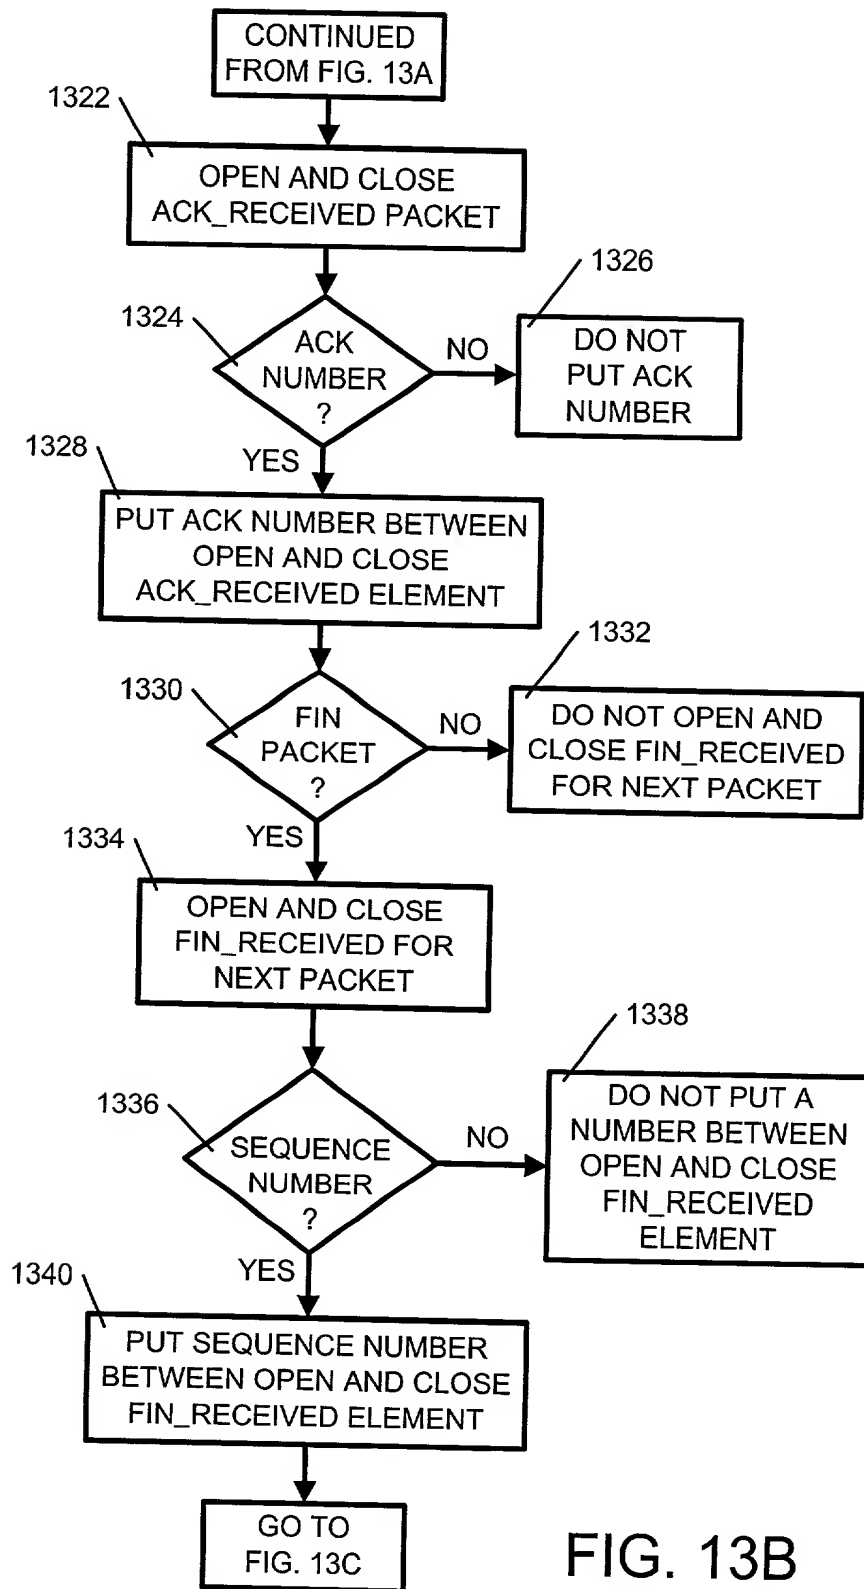 CONTINUED
FROM FIG. 13A
1322
OPEN AND CLOSE
ACK_RECEIVED PACKET
1324
ACK
NUMBER
?
NO
1326
DO NOT
PUT ACK
NUMBER
YES
1328
PUT ACK NUMBER BETWEEN
OPEN AND CLOSE
ACK_RECEIVED ELEMENT
1330
FIN
PACKET
?
NO
1332
DO NOT OPEN AND
CLOSE FIN_RECEIVED
FOR NEXT PACKET
YES
1334
OPEN AND CLOSE
FIN_RECEIVED FOR
NEXT PACKET
1336
SEQUENCE
NUMBER
?
NO
1338
DO NOT PUT A
NUMBER BETWEEN
OPEN AND CLOSE
FIN_RECEIVED
ELEMENT
YES
1340
PUT SEQUENCE NUMBER
BETWEEN OPEN AND CLOSE
FIN_RECEIVED ELEMENT
GO TO
FIG. 13C
FIG. 13B